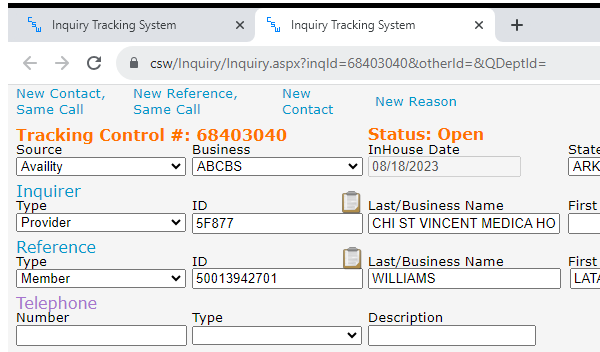 Inquiry Tracking System Inquiry Tracking System
csw/Inquiry/Inquiry.aspx?inqId=68403040&otherId=&QDeptId=
New Contact, Same Call New Reference, Same Call New Contact New Reason
Tracking Control #: 68403040 Status: Open
Source Business InHouse Date State
Availity ABCBS 08/18/2023 ARK
Inquirer
Type ID Last/Business Name First
Provider 5F877 CHI ST VINCENT MEDICA HO
Reference
Type ID Last/Business Name First
Member 50013942701 WILLIAMS LATA
Telephone
Number Type Description